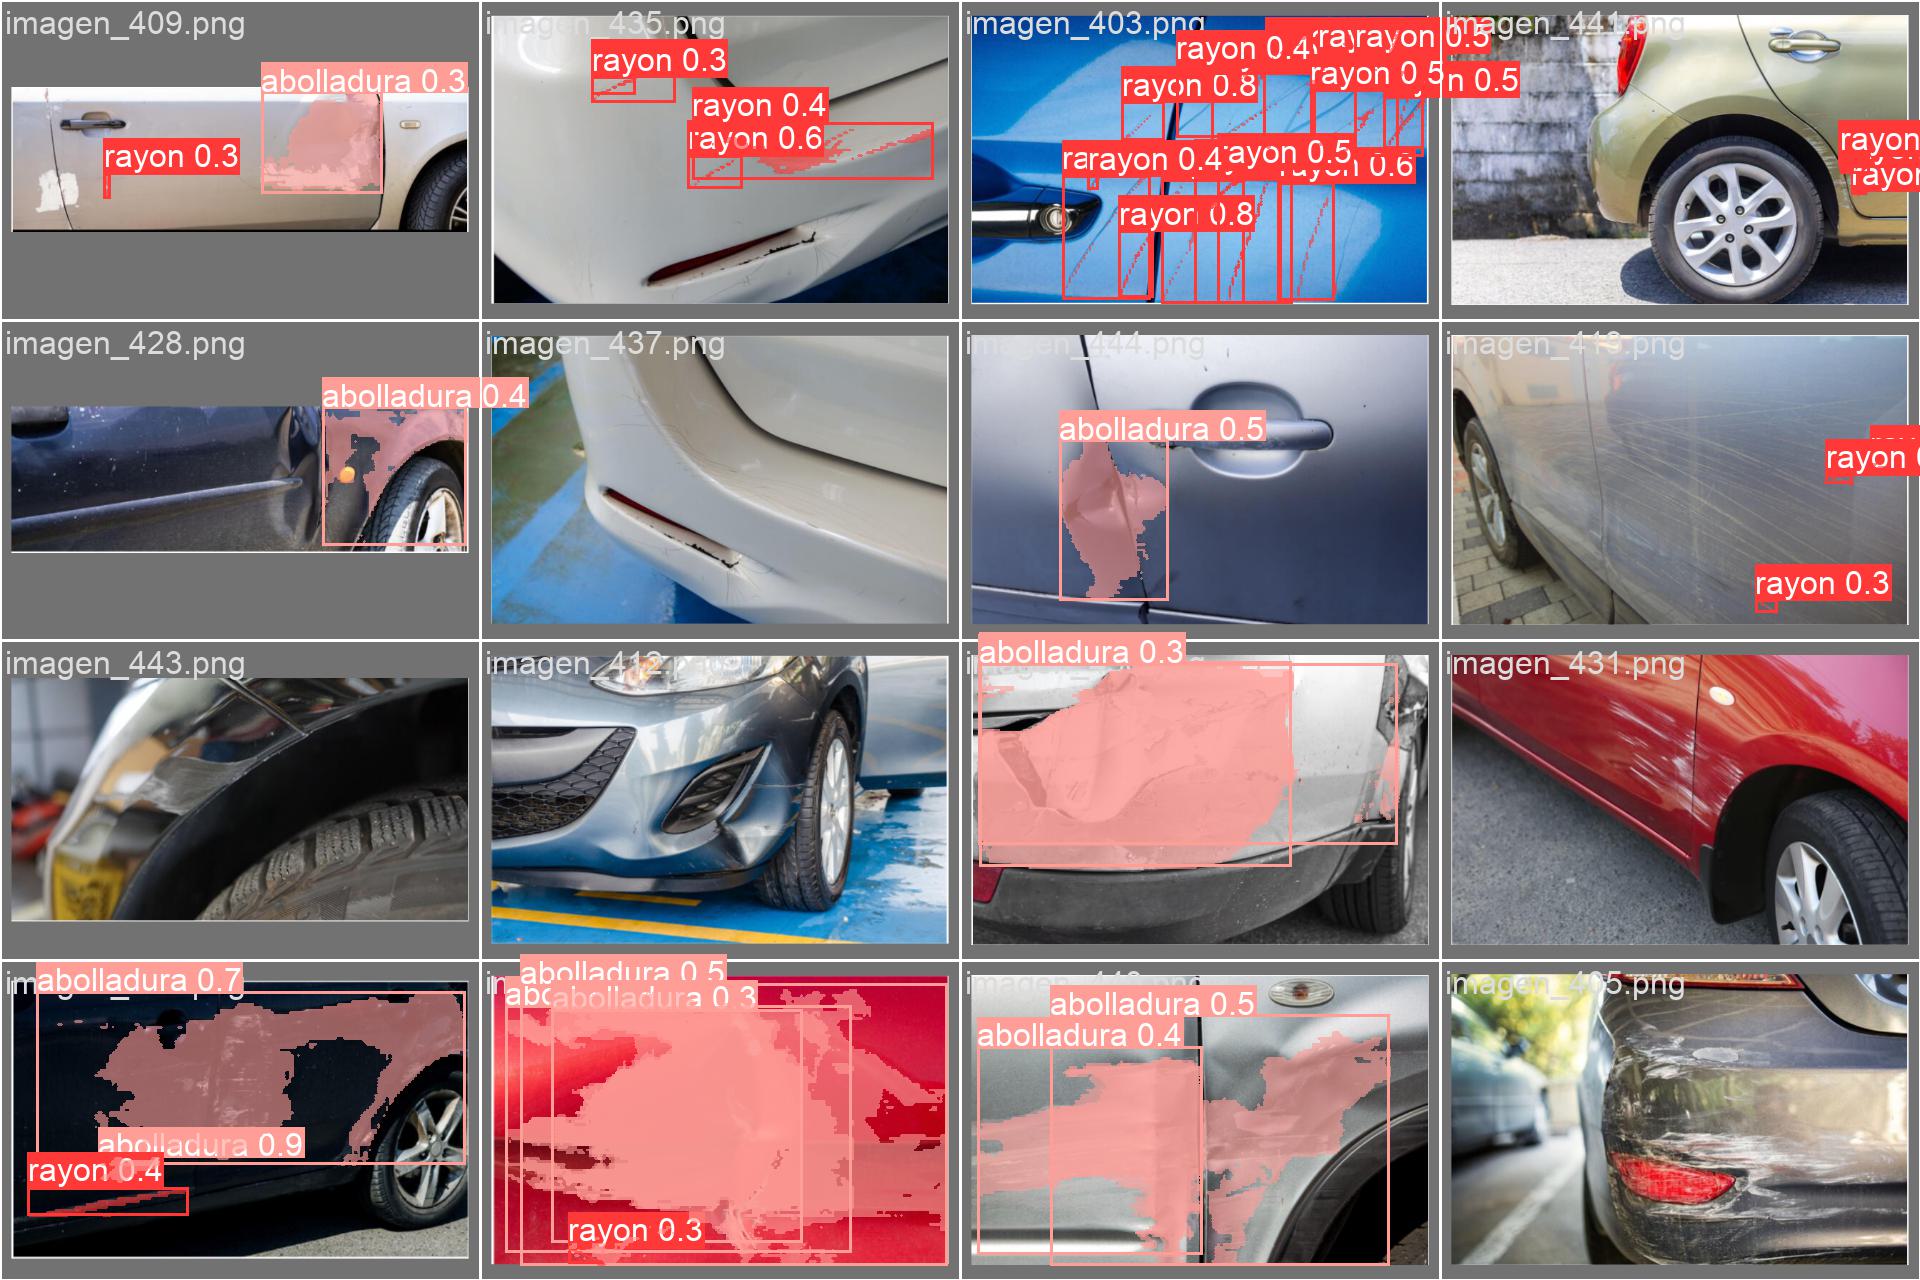 imagen_409.png
abolladura 0.3
rayon 0.3
imagen_435.png
rayon 0.3
rayon 0.4
rayon 0.6
imagen_403.png
rayon 0.4
rayon 0.5
rayon 0.8
rayon 0.5
n 0.5
rayon 0.4
rayon 0.5
rayon 0.6
rayon 0.8
imagen_441.png
rayon
rayon
imagen_428.png
abolladura 0.4
imagen_437.png
imagen_444.png
abolladura 0.5
rayon
rayon 0.3
imagen_443.png
imagen_412.png
abolladura 0.3
imagen_431.png
abolladura 0.7
abolladura 0.9
rayon 0.4
abolladura 0.5
abolladura 0.3
rayon 0.3
abolladura 0.5
abolladura 0.4
imagen_405.png